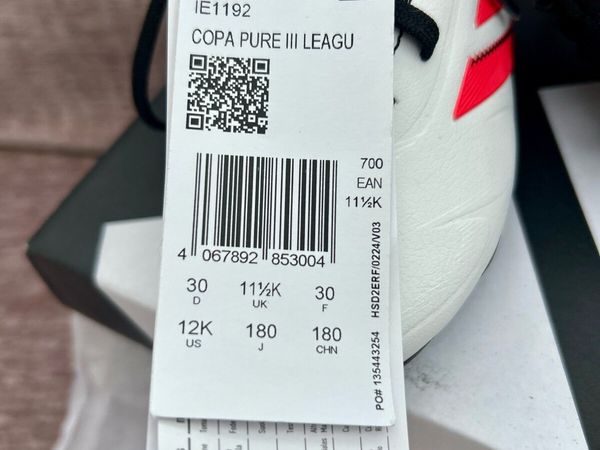 IE1192
COPA PURE III LEAGU
700
EAN
11½K
4 067892 853004
30 11½K 30
D UK F
12K 180 180
US J CHN
PO# 135443254 HSD2ERF/0224/V03